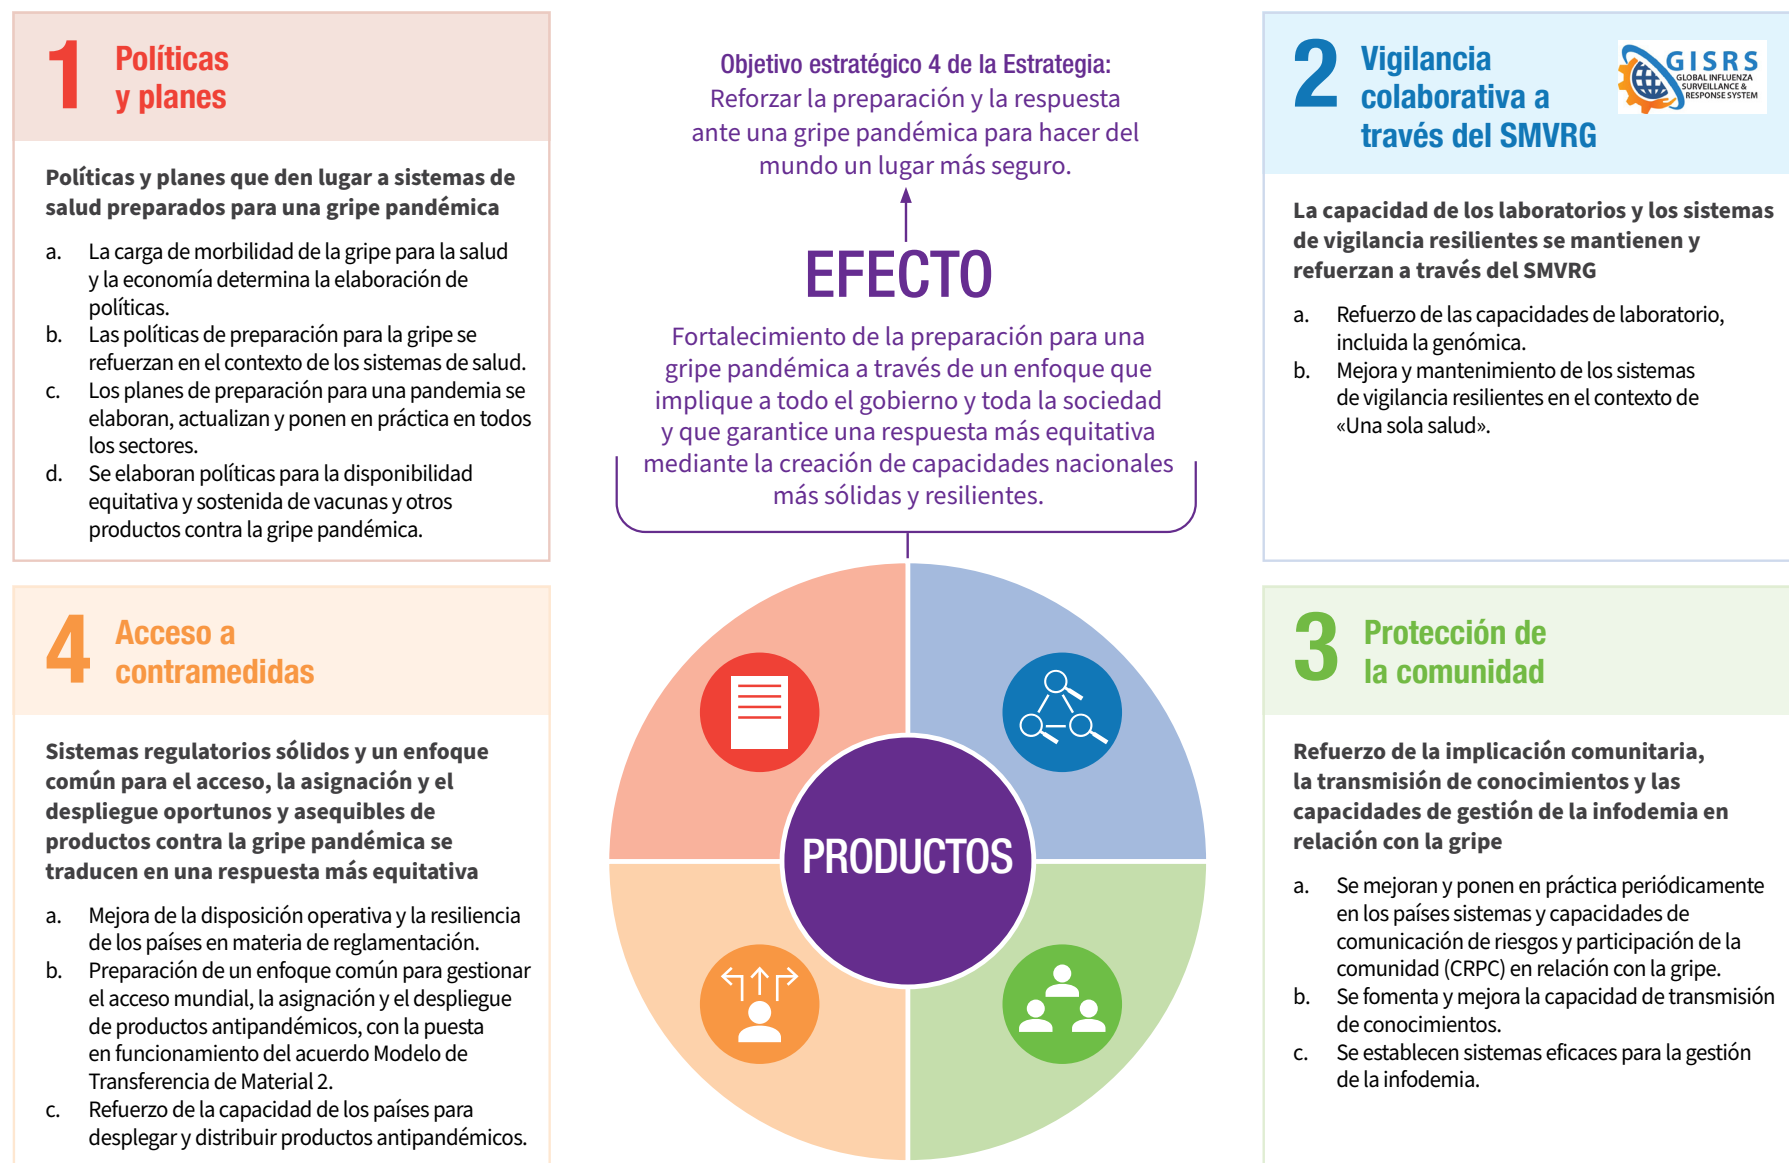 1
Políticas
y planes
Políticas y planes que den lugar a sistemas de
salud preparados para una gripe pandémica
a. La carga de morbilidad de la gripe para la salud
y la economía determina la elaboración de
políticas.
b. Las políticas de preparación para la gripe se
refuerzan en el contexto de los sistemas de salud.
c. Los planes de preparación para una pandemia se
elaboran, actualizan y ponen en práctica en todos
los sectores.
d. Se elaboran políticas para la disponibilidad
equitativa y sostenida de vacunas y otros
productos contra la gripe pandémica.
Objetivo estratégico 4 de la Estrategia:
Reforzar la preparación y la respuesta
ante una gripe pandémica para hacer del
mundo un lugar más seguro.
EFECTO
Fortalecimiento de la preparación para una
gripe pandémica a través de un enfoque que
implique a todo el gobierno y toda la sociedad
y que garantice una respuesta más equitativa
mediante la creación de capacidades nacionales
más sólidas y resilientes.
2
Vigilancia
colaborativa a
través del SMVRG
GISRS
GLOBAL INFLUENZA
SURVEILLANCE &
RESPONSE SYSTEM
La capacidad de los laboratorios y los sistemas
de vigilancia resilientes se mantienen y
refuerzan a través del SMVRG
a. Refuerzo de las capacidades de laboratorio,
incluida la genómica.
b. Mejora y mantenimiento de los sistemas
de vigilancia resilientes en el contexto de
«Una sola salud».
PRODUCTOS
3
Protección de
la comunidad
Refuerzo de la implicación comunitaria,
la transmisión de conocimientos y las
capacidades de gestión de la infodemia en
relación con la gripe
a. Se mejoran y ponen en práctica periódicamente
en los países sistemas y capacidades de
comunicación de riesgos y participación de la
comunidad (CRPC) en relación con la gripe.
b. Se fomenta y mejora la capacidad de transmisión
de conocimientos.
c. Se establecen sistemas eficaces para la gestión
de la infodemia.
4
Acceso a
contramedidas
Sistemas regulatorios sólidos y un enfoque
común para el acceso, la asignación y el
despliegue oportunos y asequibles de
productos contra la gripe pandémica se
traducen en una respuesta más equitativa
a. Mejora de la disposición operativa y la resiliencia
de los países en materia de reglamentación.
b. Preparación de un enfoque común para gestionar
el acceso mundial, la asignación y el despliegue
de productos antipandémicos, con la puesta
en funcionamiento del acuerdo Modelo de
Transferencia de Material 2.
c. Refuerzo de la capacidad de los países para
desplegar y distribuir productos antipandémicos.